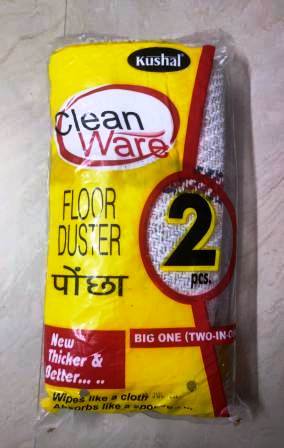 Kushal
Clean
Ware
FLOOR
DUSTER
पोंछा
2
pcs.
BIG ONE (TWO-IN-
New
Thicker &
Better.... ..
Wipes like a cloth
Absorbs like a